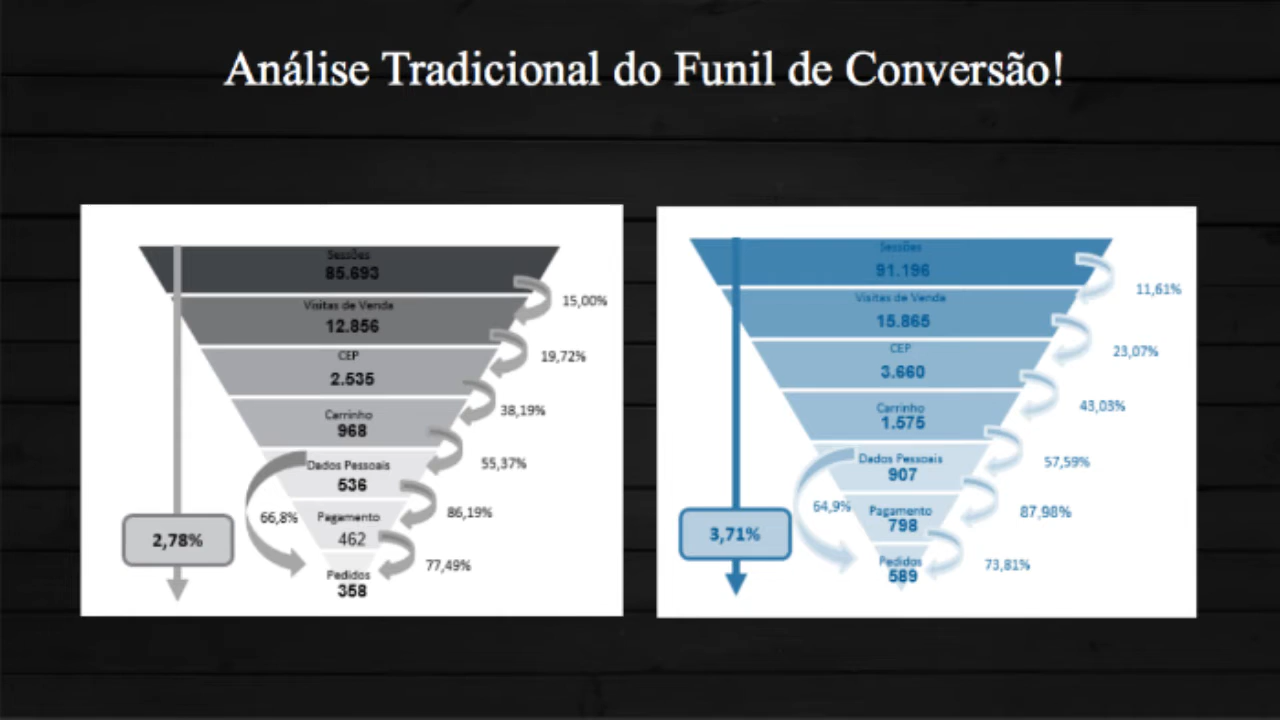 Análise Tradicional do Funil de Conversão!
Sessões
85.693
15,00%
Visitas de Venda
12.856
19,72%
CEP
2.535
38,19%
Carrinho
968
55,37%
Dados Pessoais
536
86,19%
66,8%
Pagamento
462
77,49%
2,78%
Pedidos
358
Sessões
91.196
11,61%
Visitas de Venda
15.865
23,07%
CEP
3.660
43,03%
Carrinho
1.575
57,59%
Dados Pessoais
907
87,98%
64,9%
Pagamento
798
73,81%
3,71%
Pedidos
589